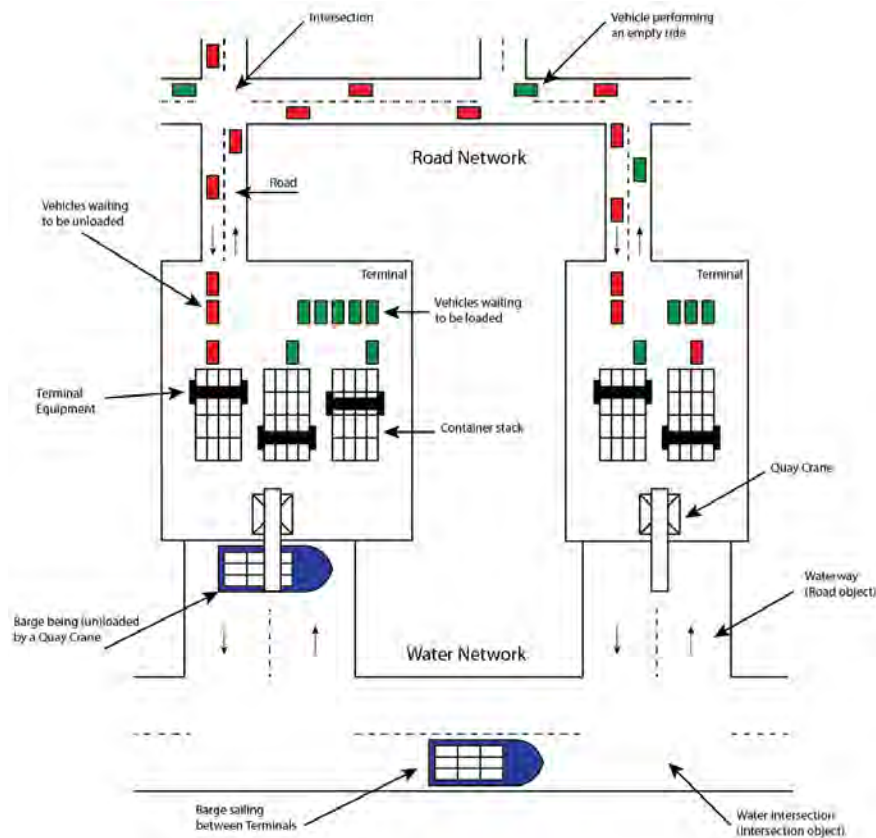 Intersection
Vehicle performing
an empty ride
Road Network
Road
Vehicles waiting
to be unloaded
Terminal
Terminal
Vehicles waiting
to be loaded
Terminal
Equipment
Container stack
Quay Crane
Waterway
(Road object)
Barge being (un)loaded
by a Quay Crane
Water Network
Barge sailing
between Terminals
Water intersection
(Intersection object)